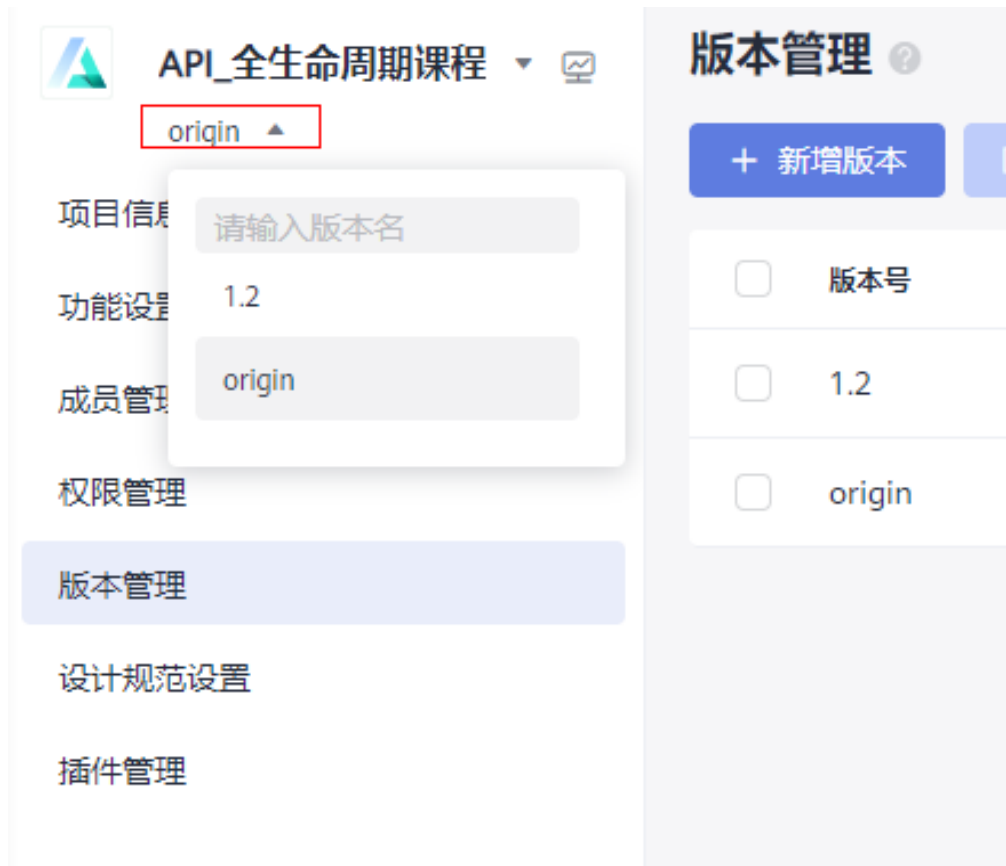 API_全生命周期课程
origin
项目信息
请输入版本名
功能设置
1.2
成员管理
origin
权限管理
版本管理
设计规范设置
插件管理
版本管理
+ 新增版本
版本号
1.2
origin